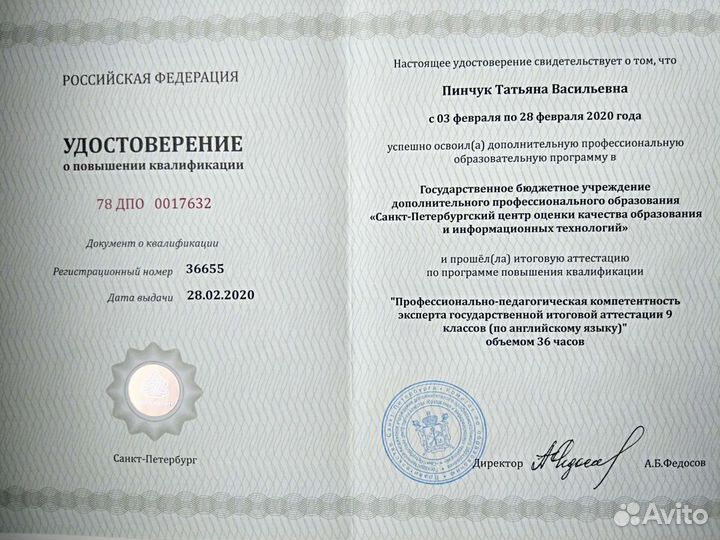 РОССИЙСКАЯ ФЕДЕРАЦИЯ
УДОСТОВЕРЕНИЕ
о повышении квалификации
78 ДПО 0017632
Документ о квалификации
Регистрационный номер 36655
Дата выдачи 28.02.2020
Санкт-Петербург
Настоящее удостоверение свидетельствует о том, что
Пинчук Татьяна Васильевна
с 03 февраля по 28 февраля 2020 года
успешно освоил(а) дополнительную профессиональную
образовательную программу в
Государственное бюджетное учреждение
дополнительного профессионального образования
«Санкт-Петербургский центр оценки качества образования
и информационных технологий»
и прошёл(ла) итоговую аттестацию
по программе повышения квалификации
"Профессионально-педагогическая компетентность
эксперта государственной итоговой аттестации 9
классов (по английскому языку)"
объемом 36 часов
Директор А.Б.Федосов
Avito